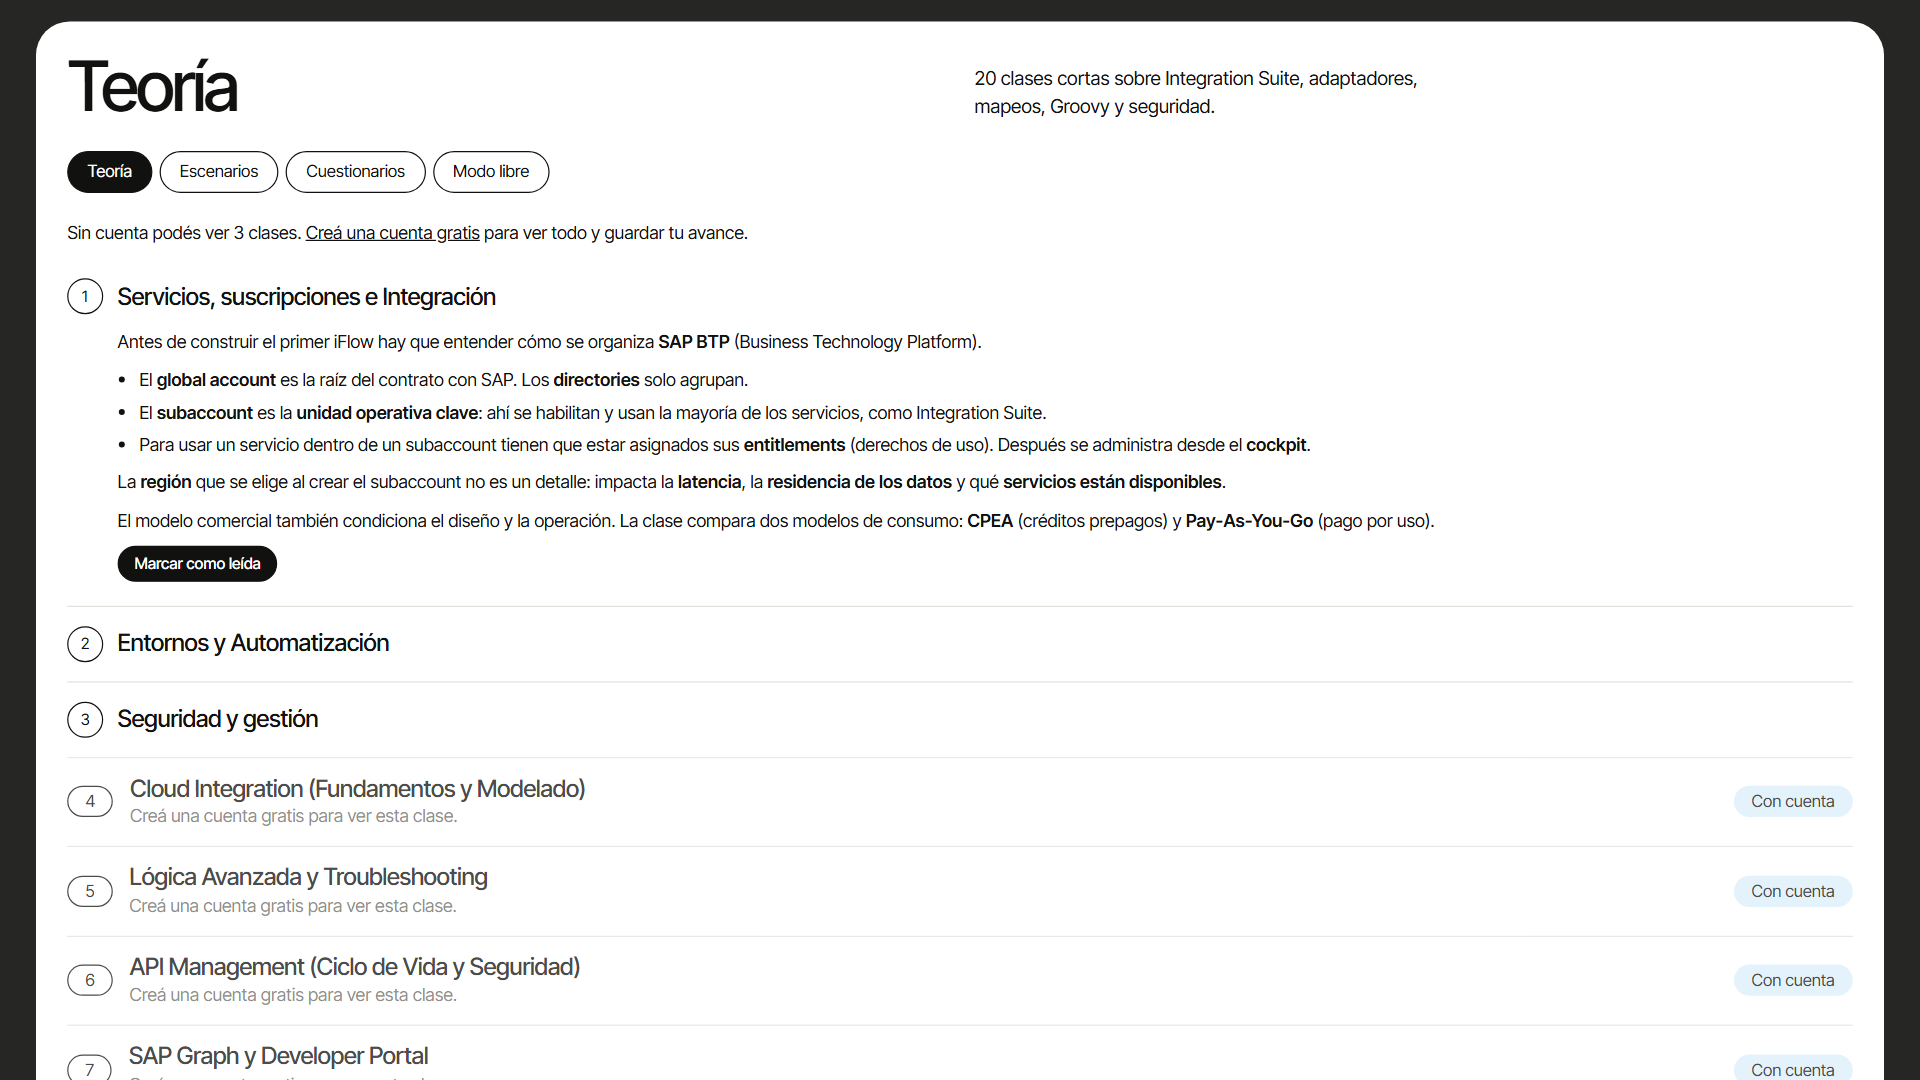 Teoría
20 clases cortas sobre Integration Suite, adaptadores,
mapeos, Groovy y seguridad.
Teoría
Escenarios
Cuestionarios
Modo libre
Sin cuenta podés ver 3 clases. Creá una cuenta gratis para ver todo y guardar tu avance.
1
Servicios, suscripciones e Integración
Antes de construir el primer iFlow hay que entender cómo se organiza SAP BTP (Business Technology Platform).
• El global account es la raíz del contrato con SAP. Los directories solo agrupan.
• El subaccount es la unidad operativa clave: ahí se habilitan y usan la mayoría de los servicios, como Integration Suite.
• Para usar un servicio dentro de un subaccount tienen que estar asignados sus entitlements (derechos de uso). Después se administra desde el cockpit.
La región que se elige al crear el subaccount no es un detalle: impacta la latencia, la residencia de los datos y qué servicios están disponibles.
El modelo comercial también condiciona el diseño y la operación. La clase compara dos modelos de consumo: CPEA (créditos prepagos) y Pay-As-You-Go (pago por uso).
Marcar como leída
2
Entornos y Automatización
3
Seguridad y gestión
4
Cloud Integration (Fundamentos y Modelado)
Creá una cuenta gratis para ver esta clase.
Con cuenta
5
Lógica Avanzada y Troubleshooting
Creá una cuenta gratis para ver esta clase.
Con cuenta
6
API Management (Ciclo de Vida y Seguridad)
Creá una cuenta gratis para ver esta clase.
Con cuenta
7
SAP Graph y Developer Portal
Con cuenta